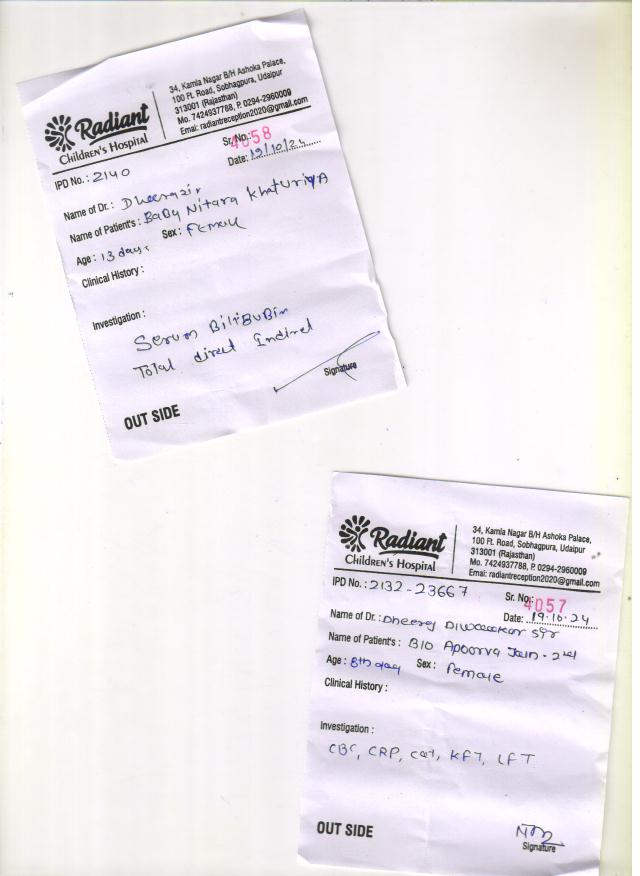 Radiant
Children's Hospital
34, Kamla Nagar B/H Ashoka Palace,
100 Ft. Road, Sobhagpura, Udaipur
313001 (Rajasthan)
Mo. 7424937788, P. 0294-2960009
Emai: radiantreception2020@gmail.com
IPD No.: 2140
Sr. No.: 4058
Date: 19/10/24
Name of Dr.: Dheeraj sir
Name of Patient's: BaBy Nitara KhatUriyA
Age: 13 days Sex: Female
Clinical History:
Investigation:
Serum BiliBuBin
Total direct Indirect
Signature
OUT SIDE
Radiant
Children's Hospital
34, Kamla Nagar B/H Ashoka Palace,
100 Ft. Road, Sobhagpura, Udaipur
313001 (Rajasthan)
Mo. 7424937788, P. 0294-2960009
Emai: radiantreception2020@gmail.com
IPD No.: 2132-23667
Sr. No.: 4057
Date: 19.10.24
Name of Dr.: Dheeraj Diwaakar sir
Name of Patient's: B/O Apoorva Jain - 2nd
Age: 8th day Sex: Female
Clinical History:
Investigation:
CBC, CRP, KFT, LFT
OUT SIDE
Signature